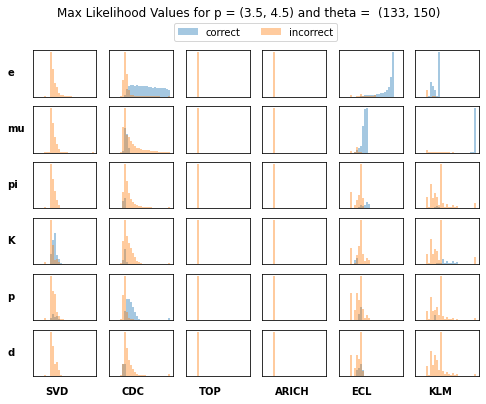 Max Likelihood Values for p = (3.5, 4.5) and theta =  (133, 150)
correct incorrect
e
mu
pi
K
p
d
SVD CDC TOP ARICH ECL KLM